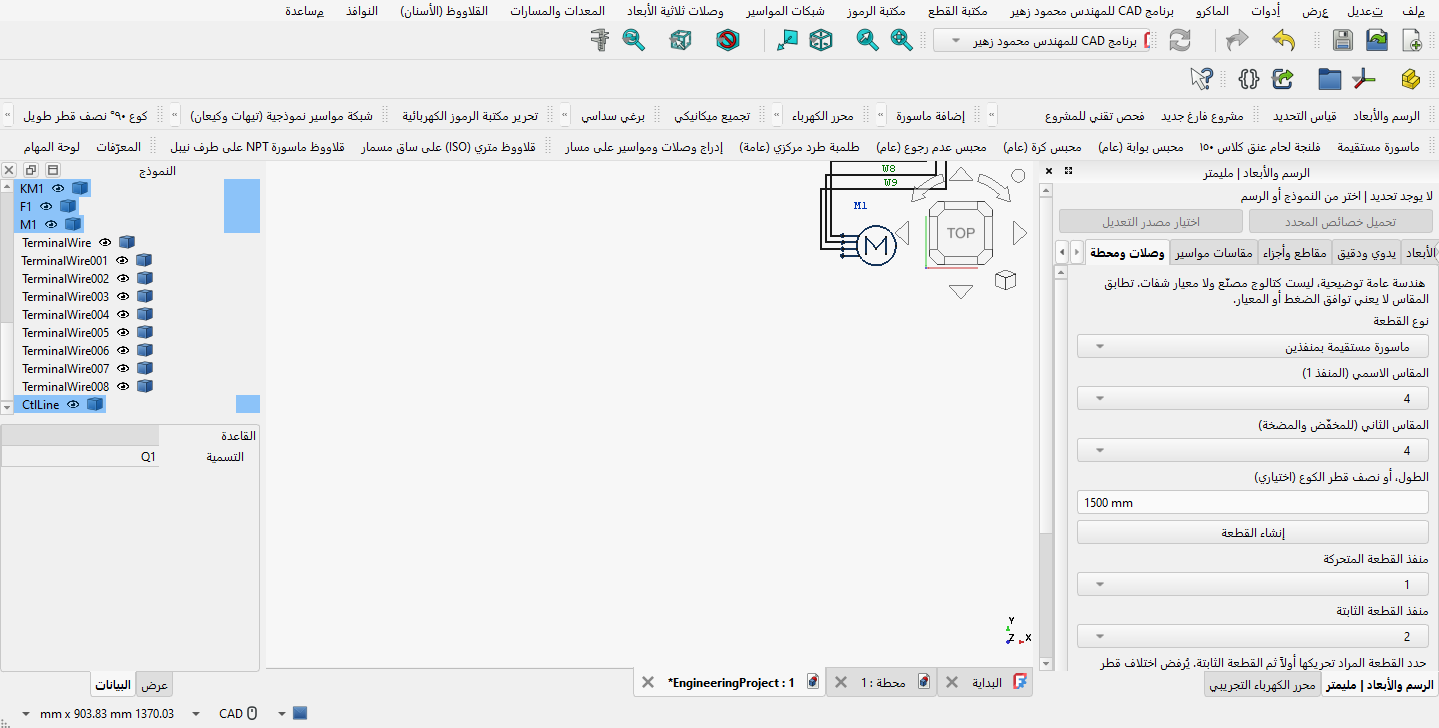 ملف تعديل عرض أدوات الماكرو برنامج CAD للمهندس محمود زهير مكتبة القطع مكتبة الرموز شبكات المواسير وصلات ثلاثية الأبعاد المعدات والمسارات القلاووظ (الأسنان) النوافذ مساعدة
برنامج CAD للمهندس محمود زهير
الرسم والأبعاد قياس التحديد مشروع فارغ جديد فحص تقني للمشروع » إضافة ماسورة » محرر الكهرباء » تجميع ميكانيكي برغي سداسي » تحرير مكتبة الرموز الكهربائية شبكة مواسير نموذجية (تيهات وكيعان) » كوع ٩٠° نصف قطر طويل »
ماسورة مستقيمة فلنجة لحام عنق كلاس ١٥٠ محبس بوابة (عام) محبس كرة (عام) محبس عدم رجوع (عام) طلمبة طرد مركزي (عامة) إدراج وصلات ومواسير على مسار قلاووظ متري (ISO) على ساق مسمار قلاووظ ماسورة NPT على طرف نيبل المعرّفات لوحة المهام
النموذج
KM1
F1
M1
TerminalWire
TerminalWire001
TerminalWire002
TerminalWire003
TerminalWire004
TerminalWire005
TerminalWire006
TerminalWire007
TerminalWire008
CtlLine
القاعدة
التسمية Q1
عرض البيانات
W8
W9
M1
M
TOP
Y
Z X
الرسم والأبعاد | مليمتر
لا يوجد تحديد | اختر من النموذج أو الرسم
تحميل خصائص المحدد اختيار مصدر التعديل
الأبعاد يدوي ودقيق مقاطع وأجزاء مقاسات مواسير وصلات ومحطة
هندسة عامة توضيحية، ليست كتالوج مصنّع ولا معيار شفات. تطابق
المقاس لا يعني توافق الضغط أو المعيار.
نوع القطعة
ماسورة مستقيمة بمنفذين
المقاس الاسمي (المنفذ 1)
4
المقاس الثاني (للمخفّض والمضخة)
4
الطول، أو نصف قطر الكوع (اختياري)
1500 mm
إنشاء القطعة
منفذ القطعة المتحركة
1
منفذ القطعة الثابتة
2
حدد القطعة المراد تحريكها أولاً ثم القطعة الثابتة. يُرفض اختلاف قطر
الرسم والأبعاد | مليمتر محرر الكهرباء التجريبي
البداية محطة : 1 EngineeringProject : 1*
1370.03 mm x 903.83 mm CAD